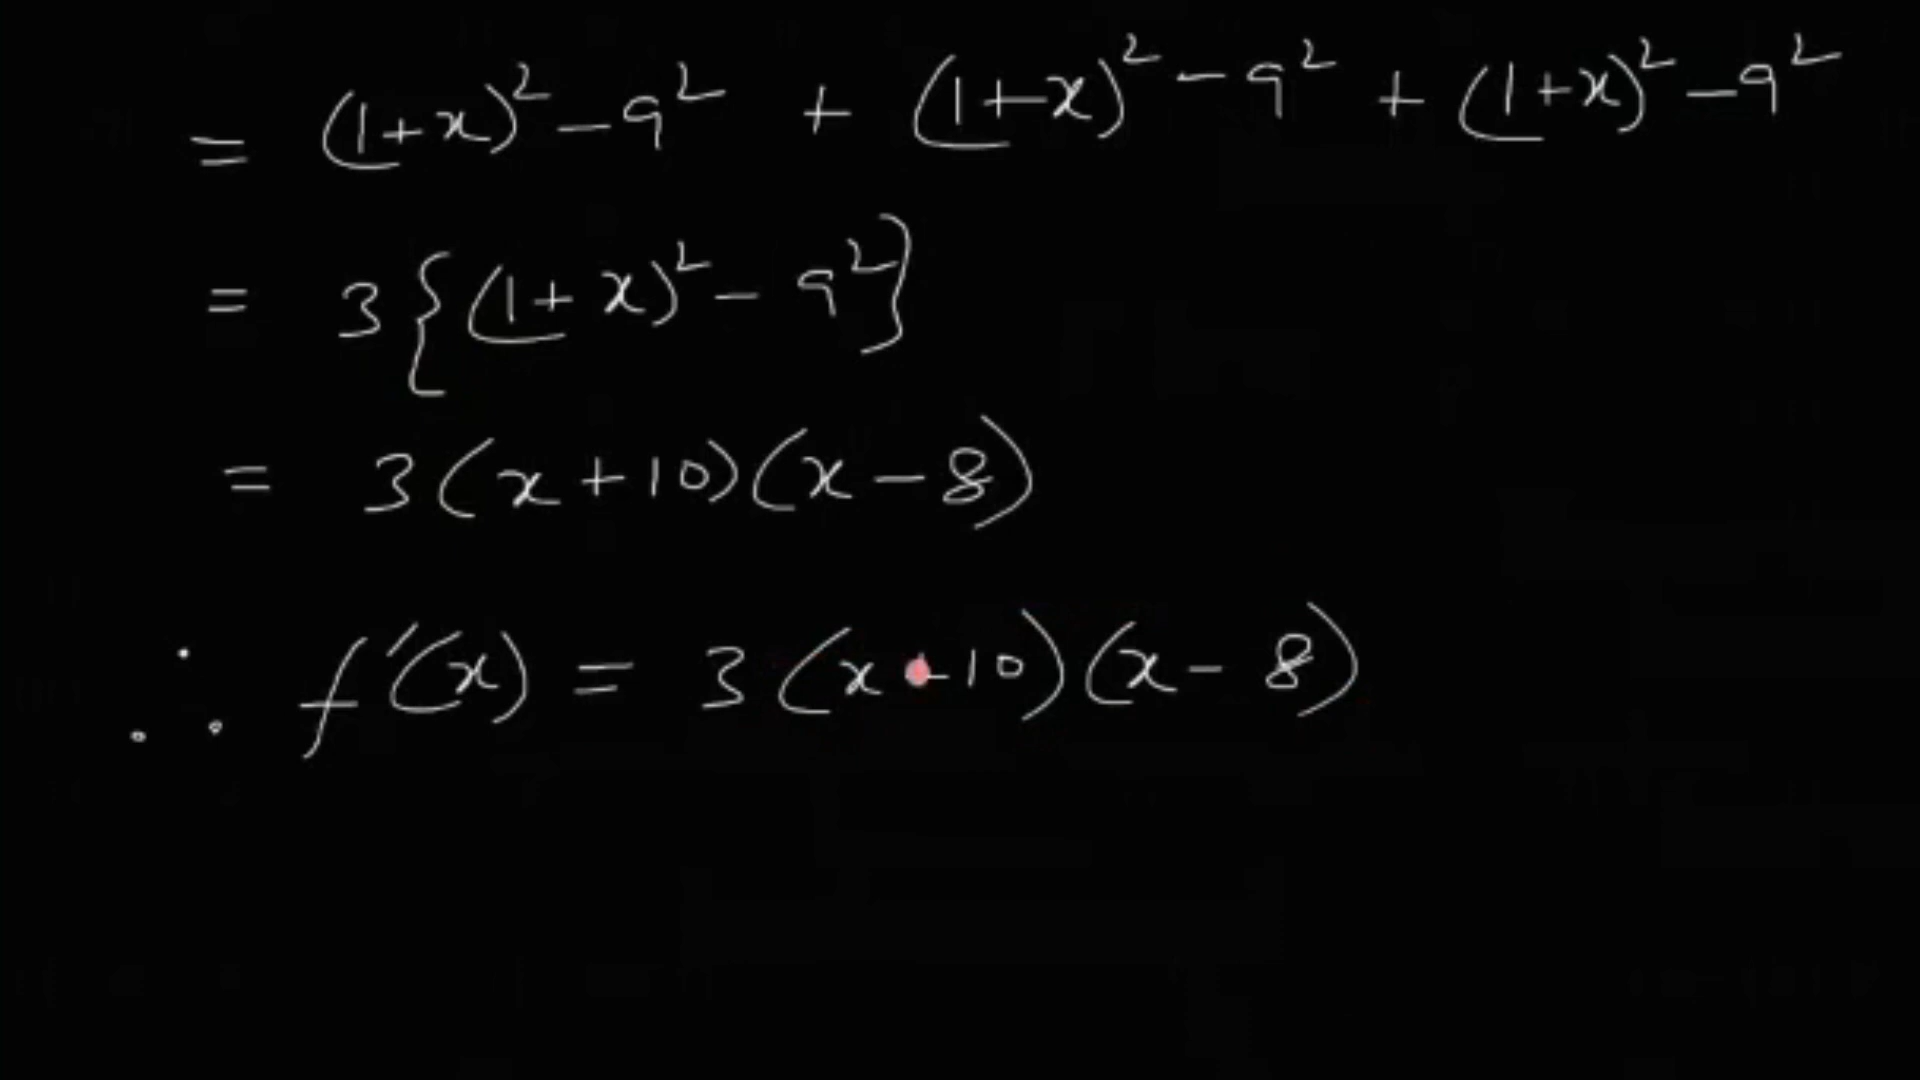 = (1+x)² - 9² + (1+x)² - 9² + (1+x)² - 9²
= 3{(1+x)² - 9²}
= 3(x+10)(x-8)
∴ f'(x) = 3(x+10)(x-8)